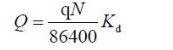 Q = qN / 86400 K_d